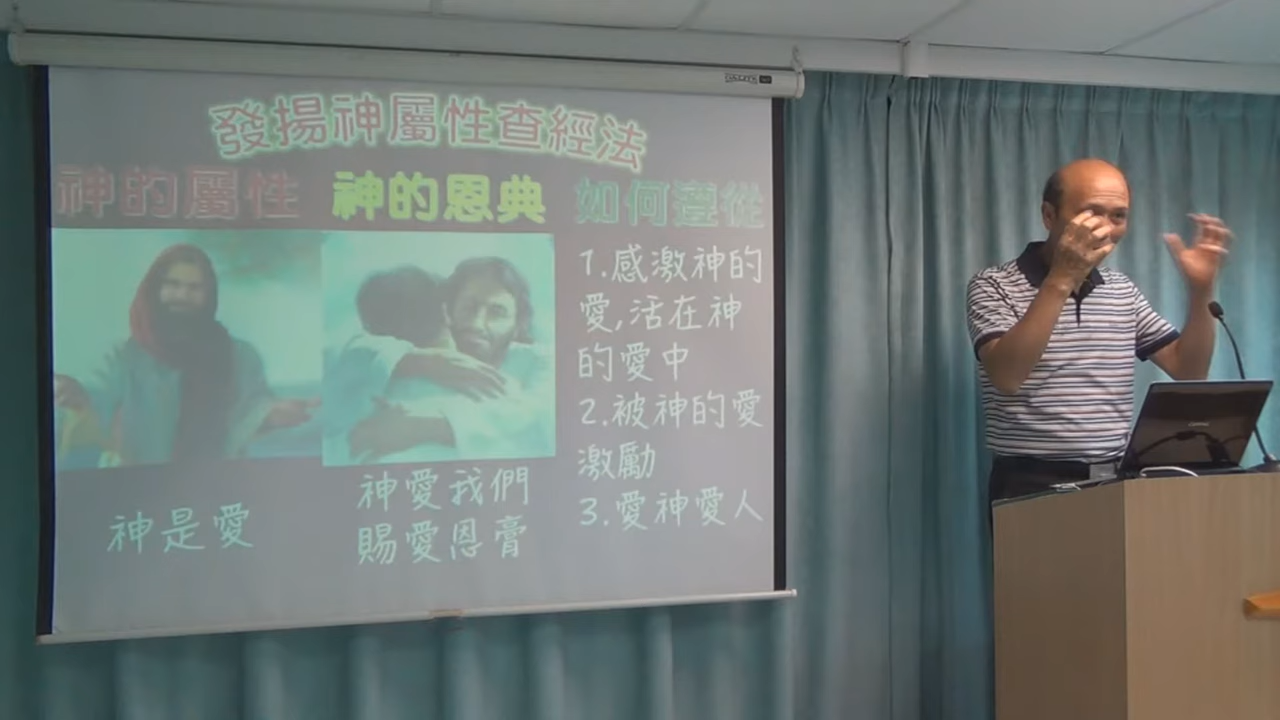 發揚神屬性查經法
神的屬性
神的恩典
如何遵從
神是愛
神愛我們
賜愛恩膏
1.感激神的
愛,活在神
的愛中
2.被神的愛
激勵
3.愛神愛人